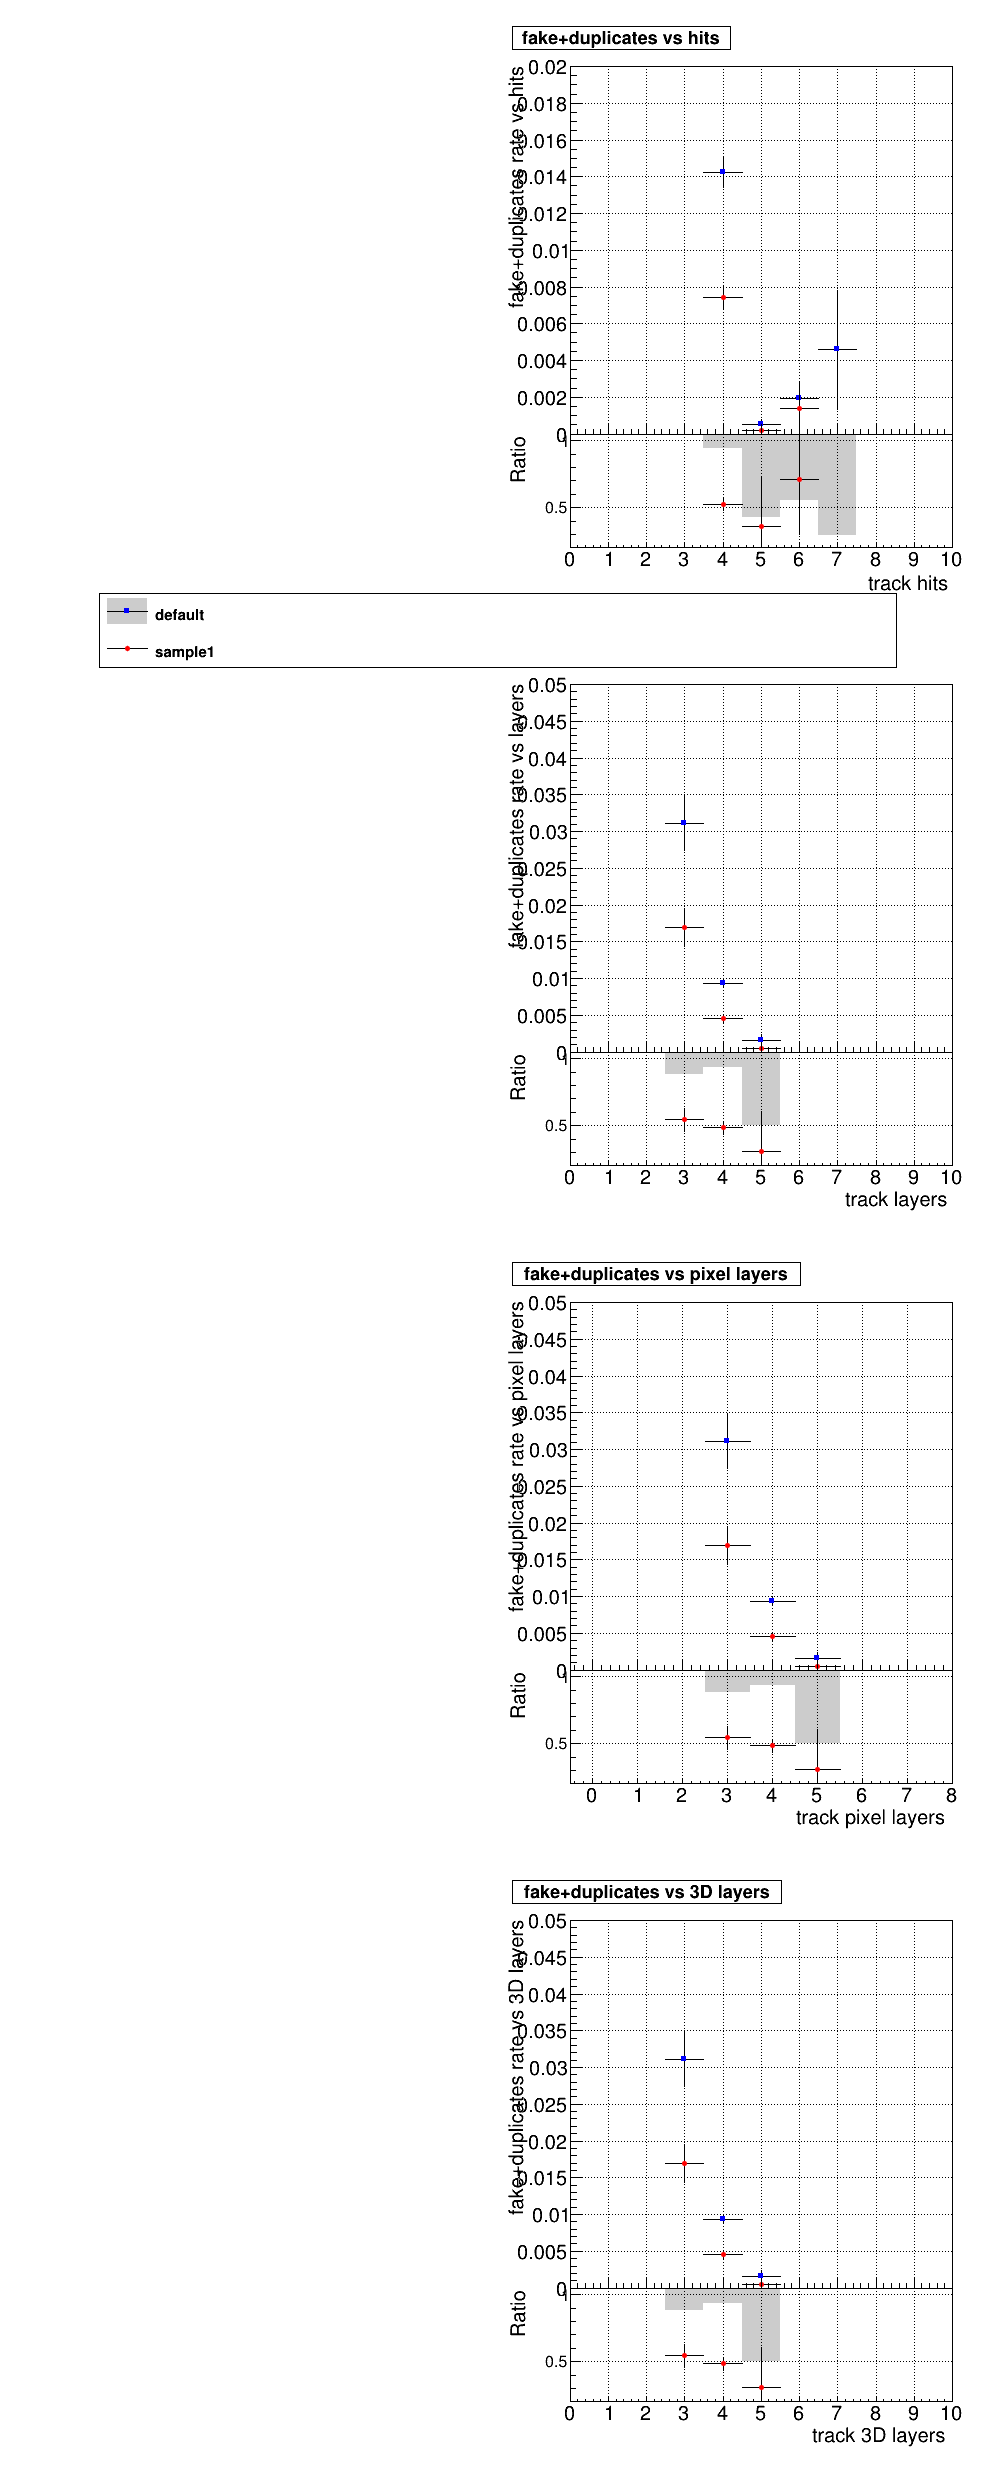 fake+duplicates vs hits
fake+duplicates rate vs hits
0.02
0.018
0.016
0.014
0.012
0.01
0.008
0.006
0.004
0.002
0
Ratio
1
0.5
0 1 2 3 4 5 6 7 8 9 10
track hits
default
sample1
fake+duplicates rate vs layers
0.05
0.045
0.04
0.035
0.03
0.025
0.02
0.015
0.01
0.005
0
Ratio
1
0.5
0 1 2 3 4 5 6 7 8 9 10
track layers
fake+duplicates vs pixel layers
fake+duplicates rate vs pixel layers
0.05
0.045
0.04
0.035
0.03
0.025
0.02
0.015
0.01
0.005
0
Ratio
1
0.5
0 1 2 3 4 5 6 7 8
track pixel layers
fake+duplicates vs 3D layers
fake+duplicates rate vs 3D layers
0.05
0.045
0.04
0.035
0.03
0.025
0.02
0.015
0.01
0.005
0
Ratio
1
0.5
0 1 2 3 4 5 6 7 8 9 10
track 3D layers